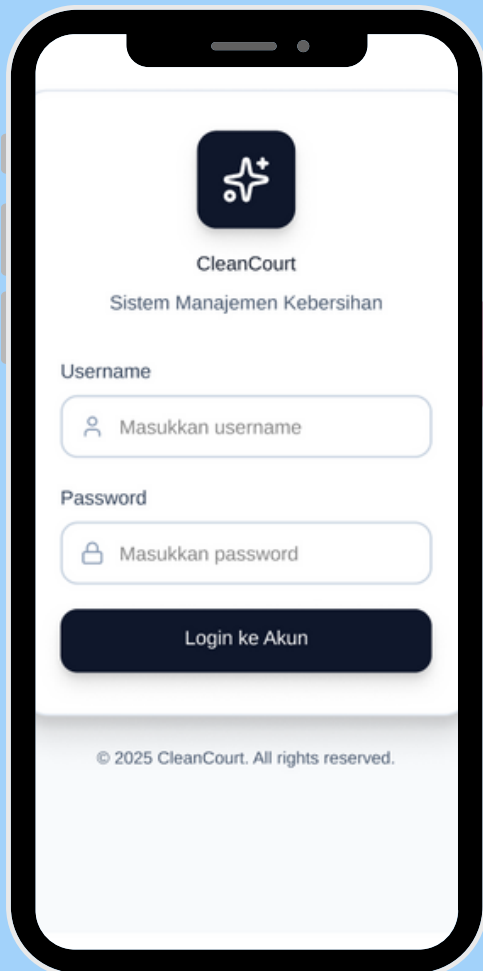 CleanCourt
Sistem Manajemen Kebersihan
Username
Masukkan username
Password
Masukkan password
Login ke Akun
© 2025 CleanCourt. All rights reserved.